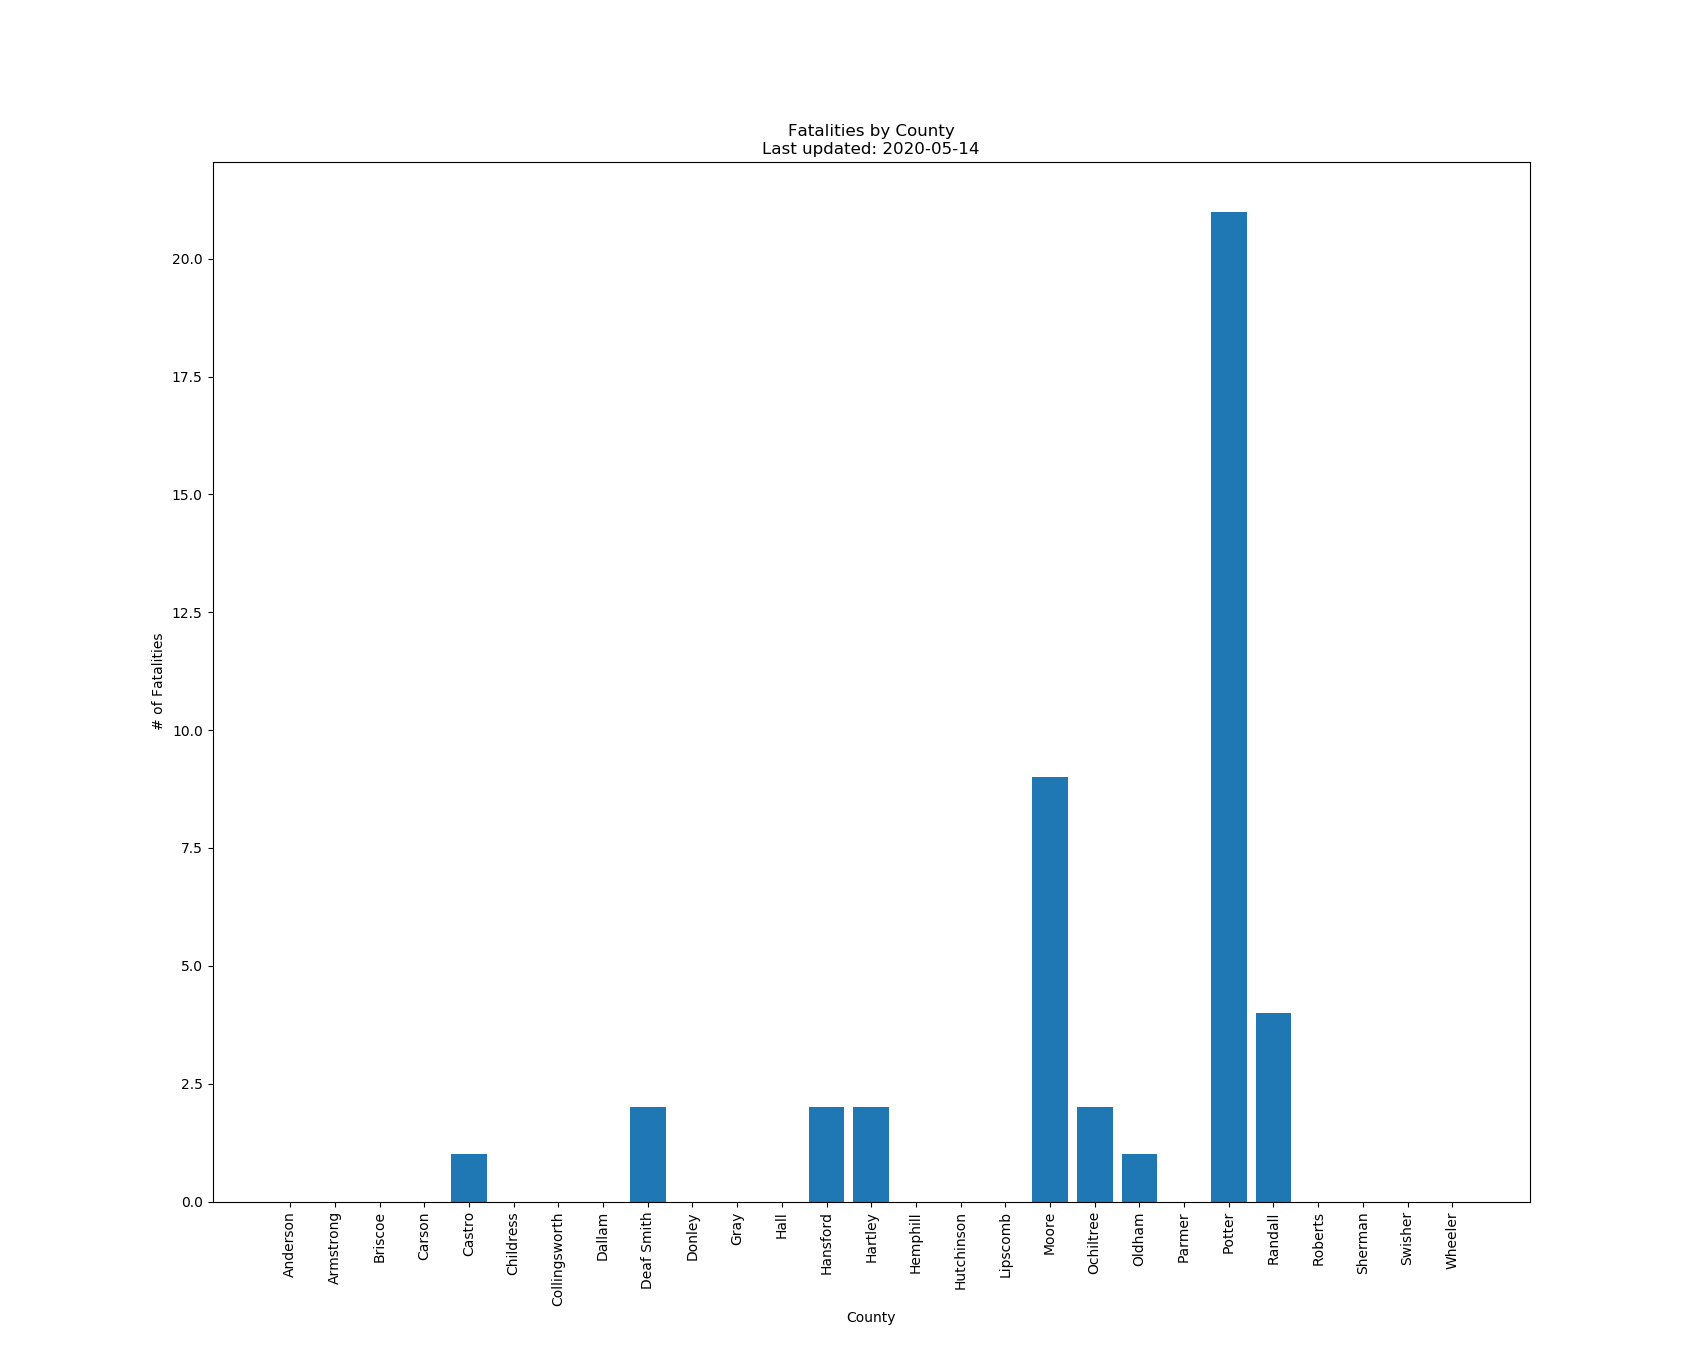 Fatalities by County
Last updated: 2020-05-14
# of Fatalities
20.0
17.5
15.0
12.5
10.0
7.5
5.0
2.5
0.0
Anderson
Armstrong
Briscoe
Carson
Castro
Childress
Collingsworth
Dallam
Deaf Smith
Donley
Gray
Hall
Hansford
Hartley
Hemphill
Hutchinson
Lipscomb
Moore
Ochiltree
Oldham
Parmer
Potter
Randall
Roberts
Sherman
Swisher
Wheeler
County